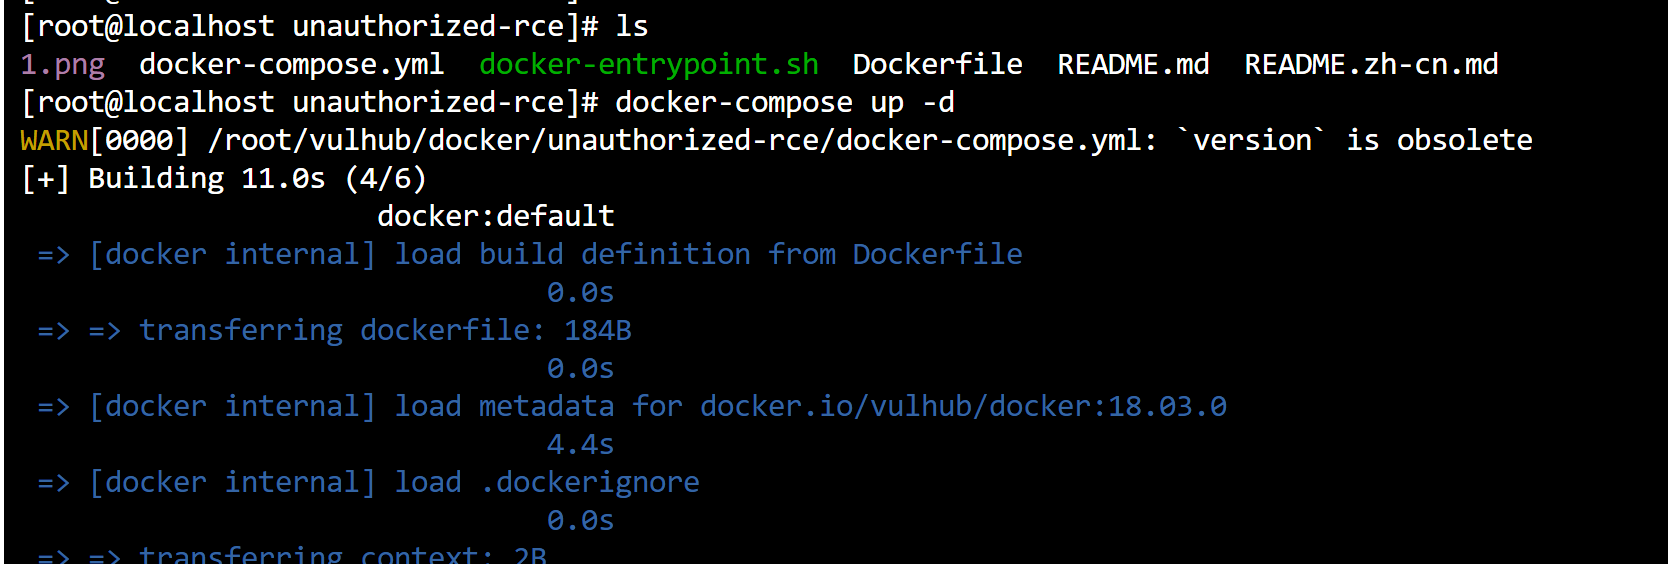 [root@localhost unauthorized-rce]# ls
1.png  docker-compose.yml  docker-entrypoint.sh  Dockerfile  README.md  README.zh-cn.md
[root@localhost unauthorized-rce]# docker-compose up -d
WARN[0000] /root/vulhub/docker/unauthorized-rce/docker-compose.yml: `version` is obsolete
[+] Building 11.0s (4/6)
docker:default
=> [docker internal] load build definition from Dockerfile
0.0s
=> => transferring dockerfile: 184B
0.0s
=> [docker internal] load metadata for docker.io/vulhub/docker:18.03.0
4.4s
=> [docker internal] load .dockerignore
0.0s
=> => transferring context: 2B